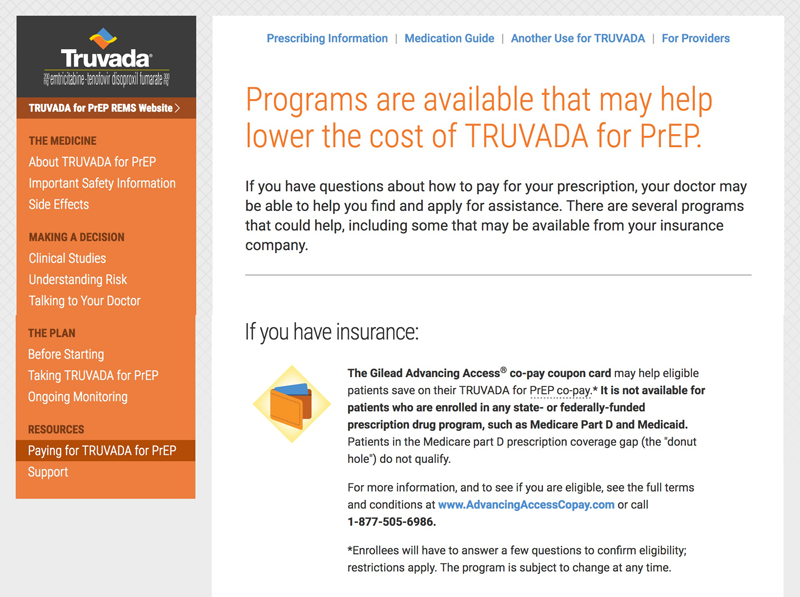 Truvada®
emtricitabine - tenofovir disoproxil fumarate
TRUVADA for PrEP REMS Website >
THE MEDICINE
About TRUVADA for PrEP
Important Safety Information
Side Effects
MAKING A DECISION
Clinical Studies
Understanding Risk
Talking to Your Doctor
THE PLAN
Before Starting
Taking TRUVADA for PrEP
Ongoing Monitoring
RESOURCES
Paying for TRUVADA for PrEP
Support
Prescribing Information | Medication Guide | Another Use for TRUVADA | For Providers
Programs are available that may help
lower the cost of TRUVADA for PrEP.
If you have questions about how to pay for your prescription, your doctor may
be able to help you find and apply for assistance. There are several programs
that could help, including some that may be available from your insurance
company.
If you have insurance:
The Gilead Advancing Access® co-pay coupon card may help eligible
patients save on their TRUVADA for PrEP co-pay.* It is not available for
patients who are enrolled in any state- or federally-funded
prescription drug program, such as Medicare Part D and Medicaid.
Patients in the Medicare part D prescription coverage gap (the "donut
hole") do not qualify.
For more information, and to see if you are eligible, see the full terms
and conditions at www.AdvancingAccessCopay.com or call
1-877-505-6986.
*Enrollees will have to answer a few questions to confirm eligibility;
restrictions apply. The program is subject to change at any time.